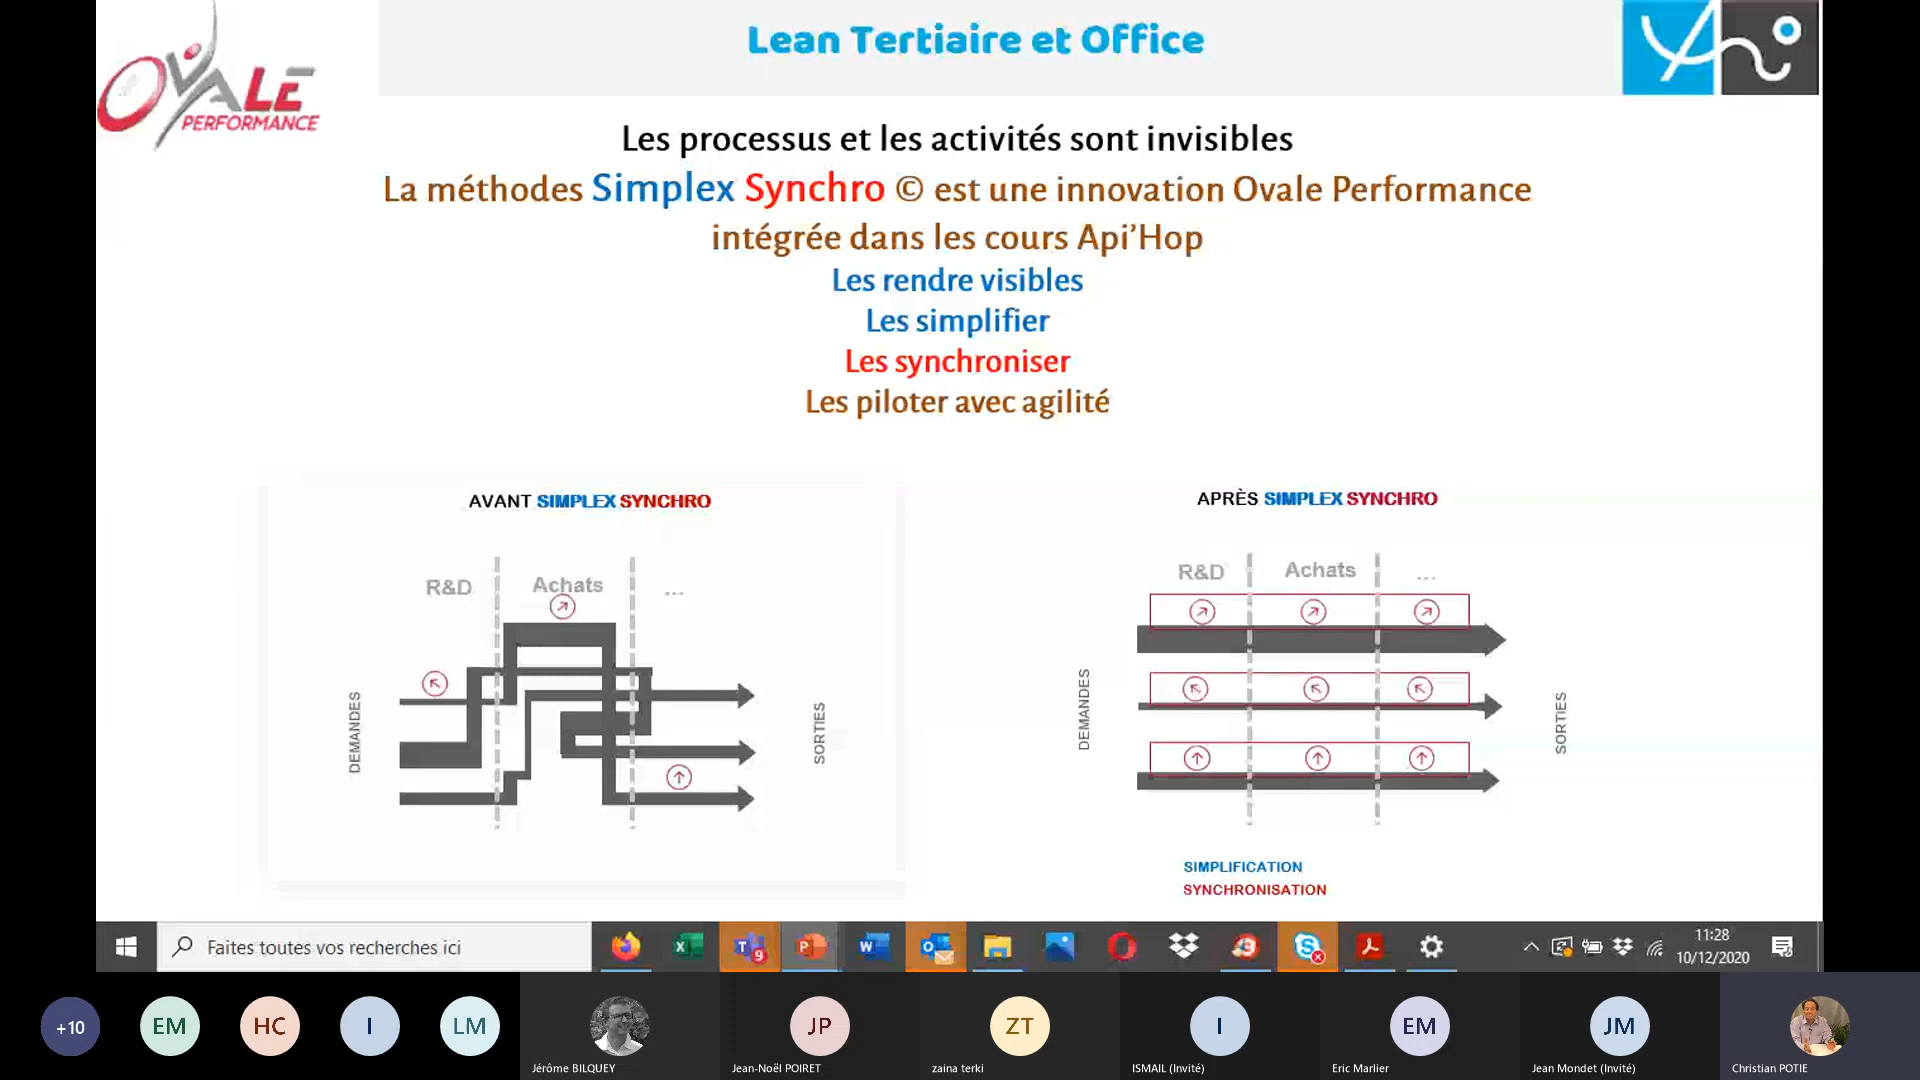 OVALE
PERFORMANCE
Lean Tertiaire et Office
Les processus et les activités sont invisibles
La méthodes Simplex Synchro © est une innovation Ovale Performance
intégrée dans les cours Api’Hop
Les rendre visibles
Les simplifier
Les synchroniser
Les piloter avec agilité
AVANT SIMPLEX SYNCHRO
R&D
Achats
...
DEMANDES
SORTIES
APRÈS SIMPLEX SYNCHRO
R&D
Achats
...
DEMANDES
SORTIES
SIMPLIFICATION
SYNCHRONISATION
Faites toutes vos recherches ici
9
11:28
10/12/2020
+10
EM
HC
I
LM
Jérôme BILQUEY
JP
Jean-Noël POIRET
ZT
zaina terki
I
ISMAIL (Invité)
EM
Eric Marlier
JM
Jean Mondet (Invité)
Christian POTIE